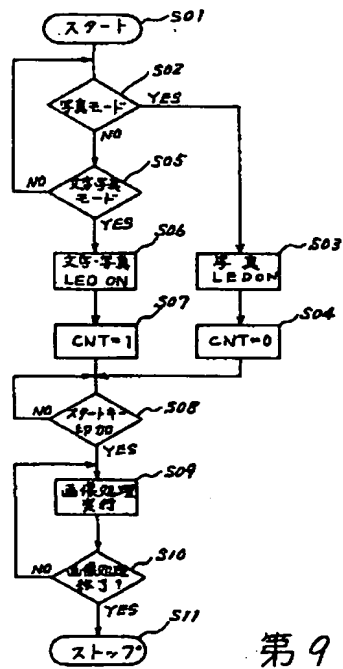 スタート
S01
S02
写真モード
YES
NO
S05
文字・写真
モード
NO
YES
S06
文字・写真
LED ON
S03
写真
LED ON
S07
CNT=1
S04
CNT=0
S08
スタートキー
印加
NO
YES
S09
画像処理
実行
S10
画像処理
終了?
NO
YES
S11
ストップ
第9